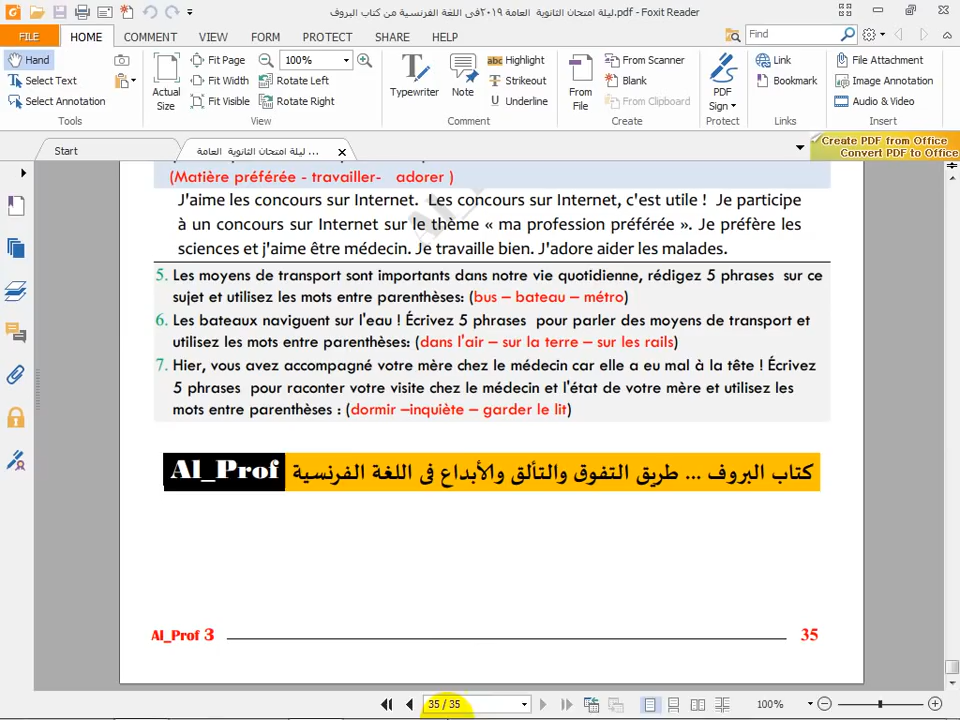 ليلة امتحان الثانوية العامة ٢٠١٩فى اللغة الفرنسية من كتاب البروف.pdf - Foxit Reader
FILE HOME COMMENT VIEW FORM PROTECT SHARE HELP Find
Hand
Select Text
Select Annotation
Tools
Actual Size
Fit Page
Fit Width
Fit Visible
100%
Rotate Left
Rotate Right
View
Typewriter
Note
Highlight
Strikeout
Underline
Comment
From File
From Scanner
Blank
From Clipboard
Create
PDF Sign
Protect
Link
Bookmark
Links
File Attachment
Image Annotation
Audio & Video
Insert
Start
ليلة امتحان الثانوية العامة ...
Create PDF from Office
Convert PDF to Office
(Matière préférée - travailler- adorer )
J'aime les concours sur Internet. Les concours sur Internet, c'est utile ! Je participe
à un concours sur Internet sur le thème « ma profession préférée ». Je préfère les
sciences et j'aime être médecin. Je travaille bien. J'adore aider les malades.
5. Les moyens de transport sont importants dans notre vie quotidienne, rédigez 5 phrases sur ce
sujet et utilisez les mots entre parenthèses: (bus – bateau – métro)
6. Les bateaux naviguent sur l'eau ! Écrivez 5 phrases pour parler des moyens de transport et
utilisez les mots entre parenthèses: (dans l'air – sur la terre – sur les rails)
7. Hier, vous avez accompagné votre mère chez le médecin car elle a eu mal à la tête ! Écrivez
5 phrases pour raconter votre visite chez le médecin et l'état de votre mère et utilisez les
mots entre parenthèses : (dormir –inquiète – garder le lit)
Al_Prof كتاب البروف ... طريق التفوق والتألق والأبداع فى اللغة الفرنسية
Al_Prof 3 35
35 / 35 100%